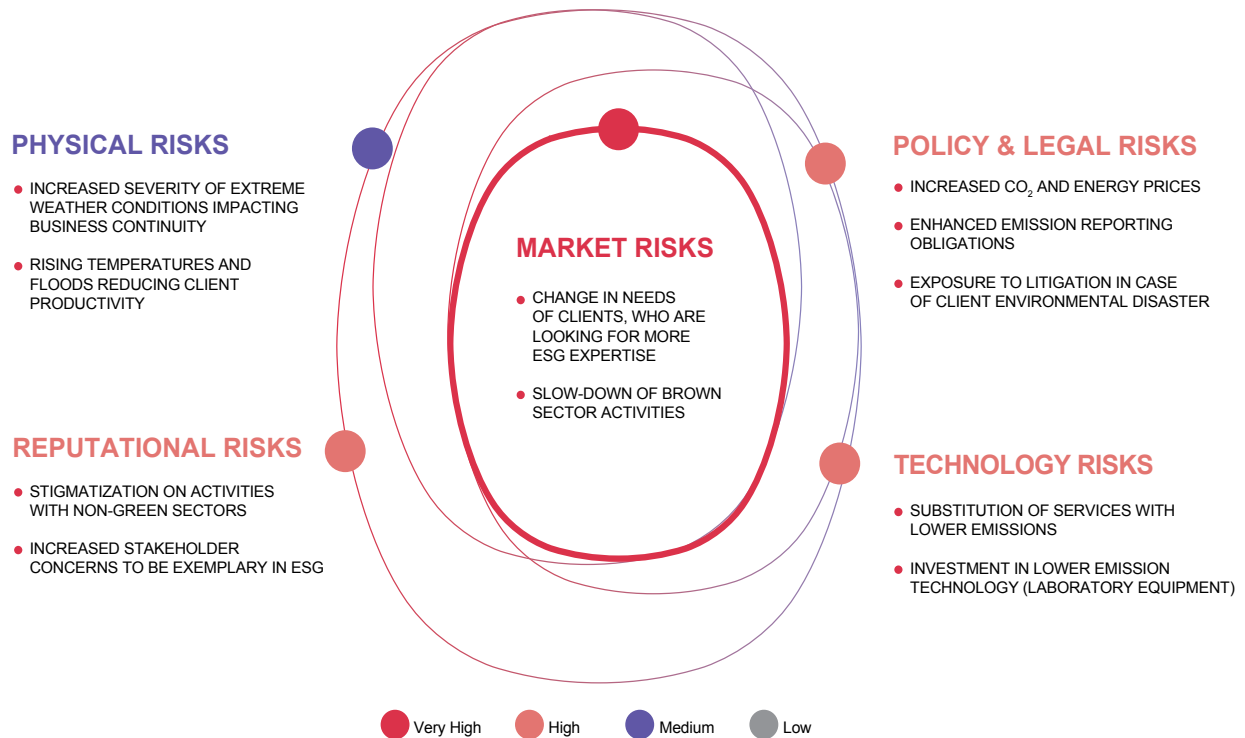 PHYSICAL RISKS
INCREASED SEVERITY OF EXTREME
WEATHER CONDITIONS IMPACTING
BUSINESS CONTINUITY
RISING TEMPERATURES AND
FLOODS REDUCING CLIENT
PRODUCTIVITY
REPUTATIONAL RISKS
STIGMATIZATION ON ACTIVITIES
WITH NON-GREEN SECTORS
INCREASED STAKEHOLDER
CONCERNS TO BE EXEMPLARY IN ESG
MARKET RISKS
CHANGE IN NEEDS
OF CLIENTS, WHO ARE
LOOKING FOR MORE
ESG EXPERTISE
SLOW-DOWN OF BROWN
SECTOR ACTIVITIES
POLICY & LEGAL RISKS
INCREASED CO₂ AND ENERGY PRICES
ENHANCED EMISSION REPORTING
OBLIGATIONS
EXPOSURE TO LITIGATION IN CASE
OF CLIENT ENVIRONMENTAL DISASTER
TECHNOLOGY RISKS
SUBSTITUTION OF SERVICES WITH
LOWER EMISSIONS
INVESTMENT IN LOWER EMISSION
TECHNOLOGY (LABORATORY EQUIPMENT)
Very High
High
Medium
Low